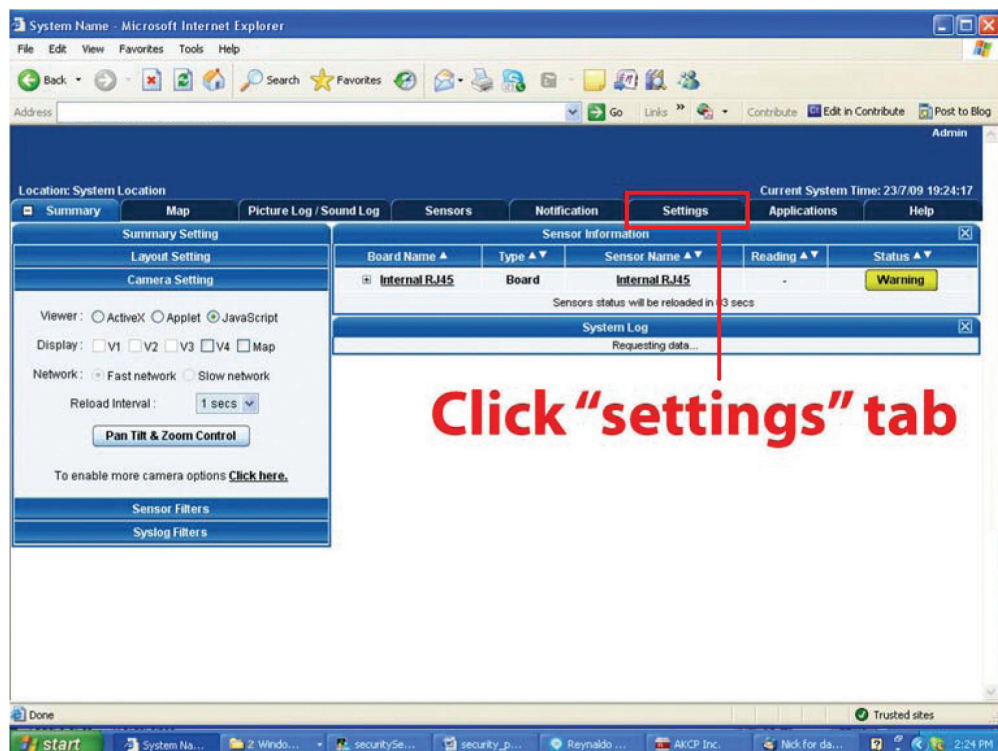 System Name - Microsoft Internet Explorer
File Edit View Favorites Tools Help
Back Search Favorites
Address Go Links » Contribute Edit in Contribute Post to Blog
Admin
Location: System Location Current System Time: 23/7/09 19:24:17
Summary Map Picture Log / Sound Log Sensors Notification Settings Applications Help
Summary Setting Sensor Information
Layout Setting Board Name Type Sensor Name Reading Status
Camera Setting Internal RJ45 Board Internal RJ45 - Warning
Sensors status will be reloaded in 03 secs
Viewer: ActiveX Applet JavaScript System Log
Display: V1 V2 V3 V4 Map Requesting data...
Network: Fast network Slow network
Reload Interval: 1 secs
Click “settings” tab
Pan Tilt & Zoom Control
To enable more camera options Click here.
Sensor Filters
Syslog Filters
Done Trusted sites
start System Na... 2 Windo... securitySe... security_p... Reynaldo ... AKCP Inc. Nick for da... 2:24 PM